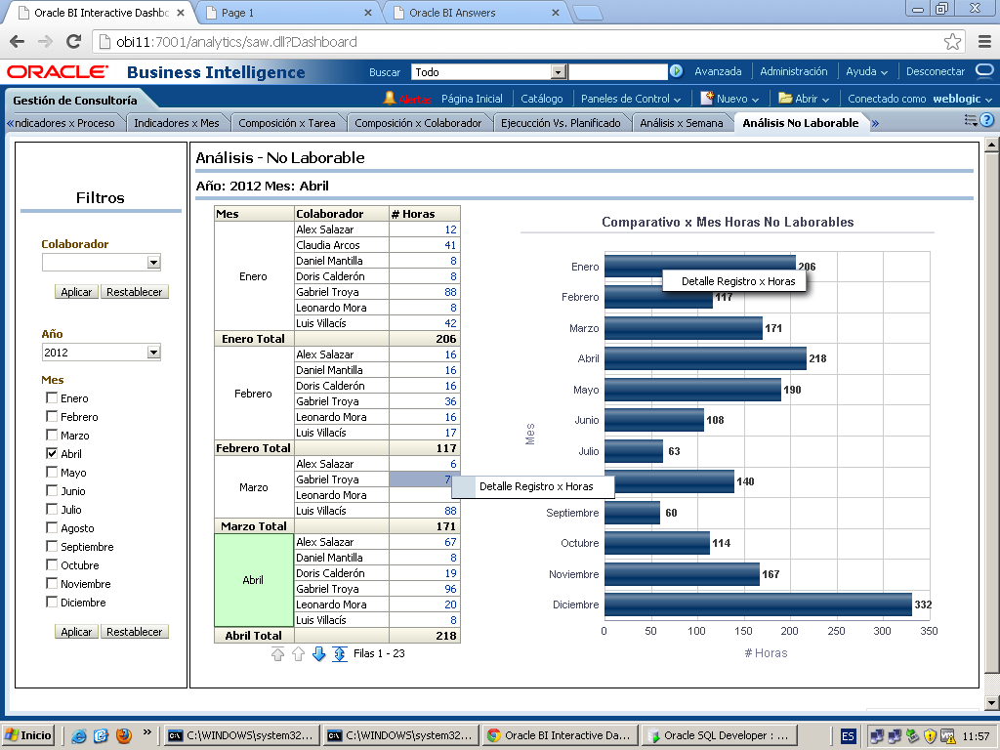 Oracle BI Interactive Dashbo
Page 1
Oracle BI Answers
obi11:7001/analytics/saw.dll?Dashboard
ORACLE Business Intelligence
Buscar Todo Avanzada Administración Ayuda Desconectar
Gestión de Consultoría
Alertas! Página Inicial Catálogo Paneles de Control Nuevo Abrir Conectado como weblogic
«ndicadores x Proceso Indicadores x Mes Composición x Tarea Composición x Colaborador Ejecucción Vs. Planificado Análisis x Semana Análisis No Laborable »
Filtros
Colaborador
Aplicar Restablecer
Año
2012
Mes
Enero
Febrero
Marzo
Abril
Mayo
Junio
Julio
Agosto
Septiembre
Octubre
Noviembre
Diciembre
Aplicar Restablecer
Análisis - No Laborable
Año: 2012 Mes: Abril
Mes Colaborador # Horas
Enero
Alex Salazar 12
Claudia Arcos 41
Daniel Mantilla 8
Doris Calderón 8
Gabriel Troya 88
Leonardo Mora 8
Luis Villacís 42
Enero Total 206
Febrero
Alex Salazar 16
Daniel Mantilla 16
Doris Calderón 16
Gabriel Troya 36
Leonardo Mora 16
Luis Villacís 17
Febrero Total 117
Marzo
Alex Salazar 6
Gabriel Troya 7
Leonardo Mora
Luis Villacís 88
Marzo Total 171
Abril
Alex Salazar 67
Daniel Mantilla 8
Doris Calderón 19
Gabriel Troya 96
Leonardo Mora 20
Luis Villacís 8
Abril Total 218
Filas 1 - 23
Detalle Registro x Horas
Comparativo x Mes Horas No Laborables
Mes
Enero 206
Detalle Registro x Horas
Febrero 117
Marzo 171
Abril 218
Mayo 190
Junio 108
Julio 63
140
Septiembre 60
Octubre 114
Noviembre 167
Diciembre 332
0 50 100 150 200 250 300 350
# Horas
Inicio » C:\WINDOWS\system32... C:\WINDOWS\system32... Oracle BI Interactive Da... Oracle SQL Developer : ... ES 11:57